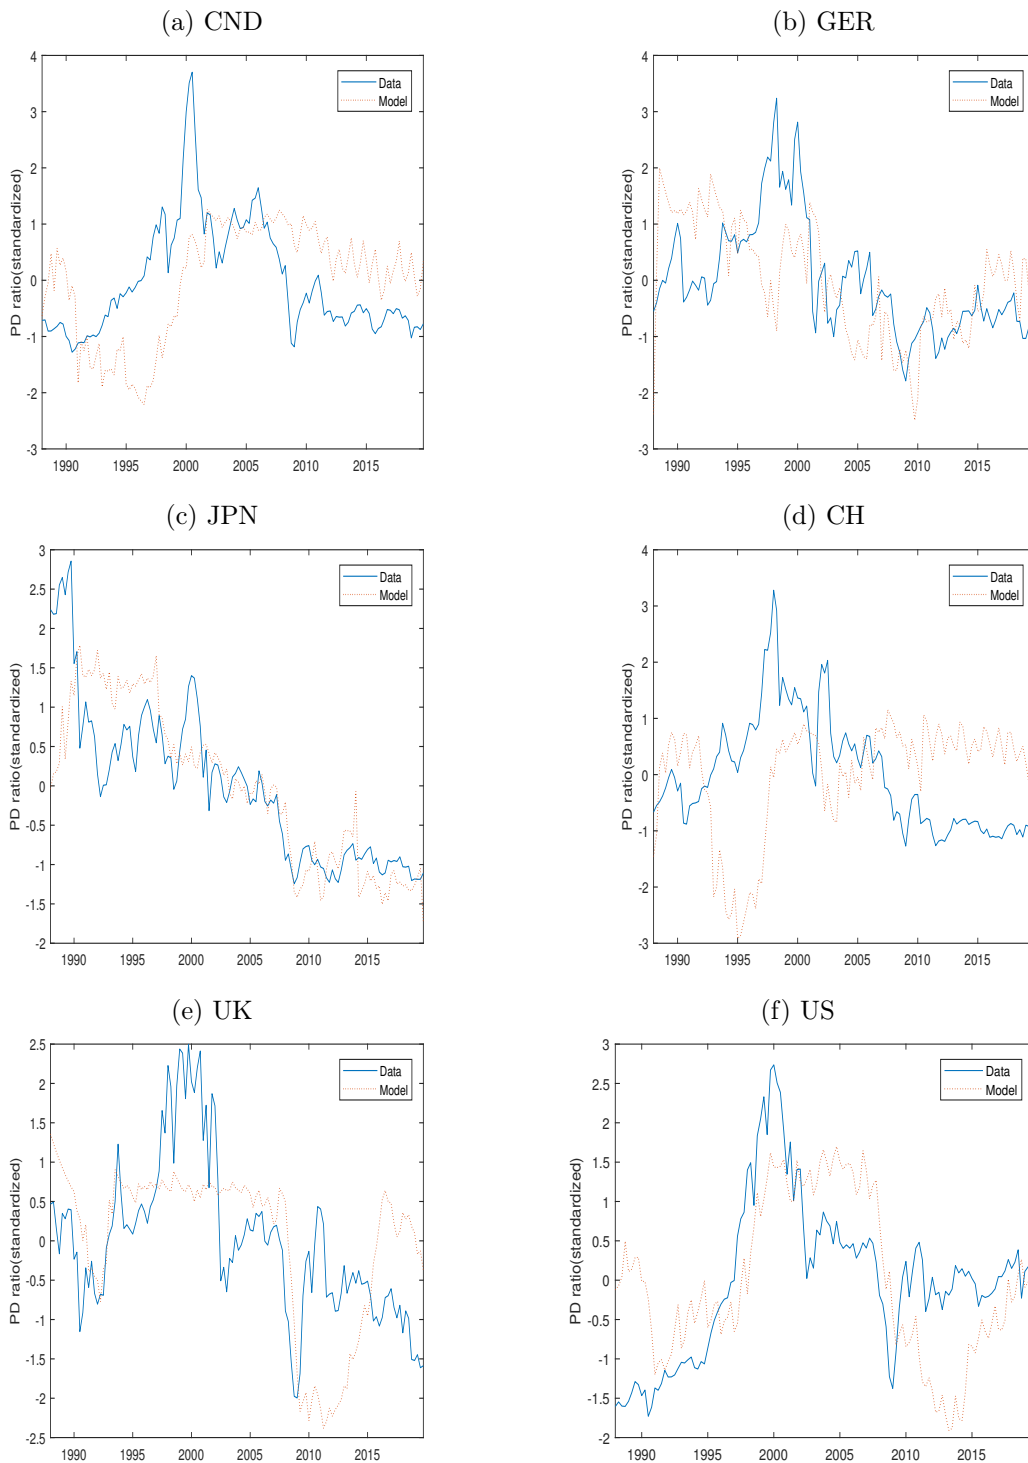 (a) CND
4
3
2
1
0
-1
-2
-3
PD ratio(standardized)
1990 1995 2000 2005 2010 2015
Data
Model
(b) GER
4
3
2
1
0
-1
-2
-3
PD ratio(standardized)
1990 1995 2000 2005 2010 2015
Data
Model
(c) JPN
3
2.5
2
1.5
1
0.5
0
-0.5
-1
-1.5
-2
PD ratio(standardized)
1990 1995 2000 2005 2010 2015
Data
Model
(d) CH
4
3
2
1
0
-1
-2
-3
PD ratio(standardized)
1990 1995 2000 2005 2010 2015
Data
Model
(e) UK
2.5
2
1.5
1
0.5
0
-0.5
-1
-1.5
-2
-2.5
PD ratio(standardized)
1990 1995 2000 2005 2010 2015
Data
Model
(f) US
3
2.5
2
1.5
1
0.5
0
-0.5
-1
-1.5
-2
PD ratio(standardized)
1990 1995 2000 2005 2010 2015
Data
Model